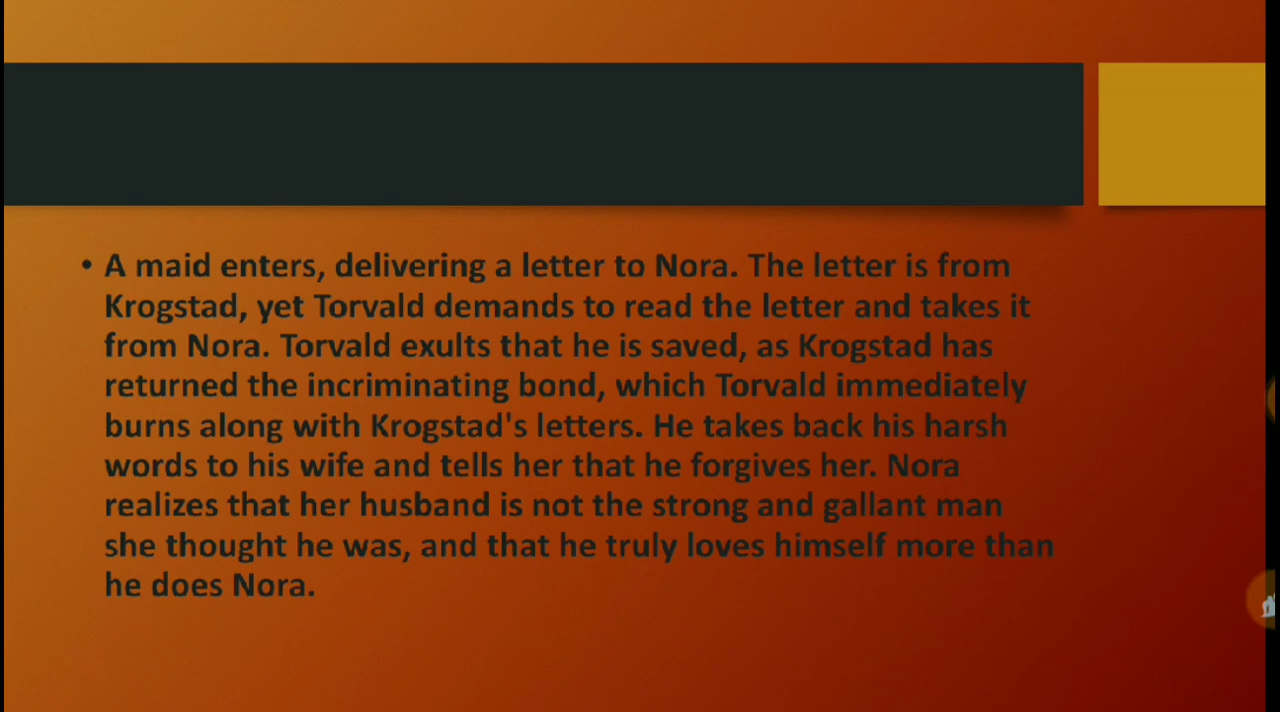 • A maid enters, delivering a letter to Nora. The letter is from
Krogstad, yet Torvald demands to read the letter and takes it
from Nora. Torvald exults that he is saved, as Krogstad has
returned the incriminating bond, which Torvald immediately
burns along with Krogstad's letters. He takes back his harsh
words to his wife and tells her that he forgives her. Nora
realizes that her husband is not the strong and gallant man
she thought he was, and that he truly loves himself more than
he does Nora.